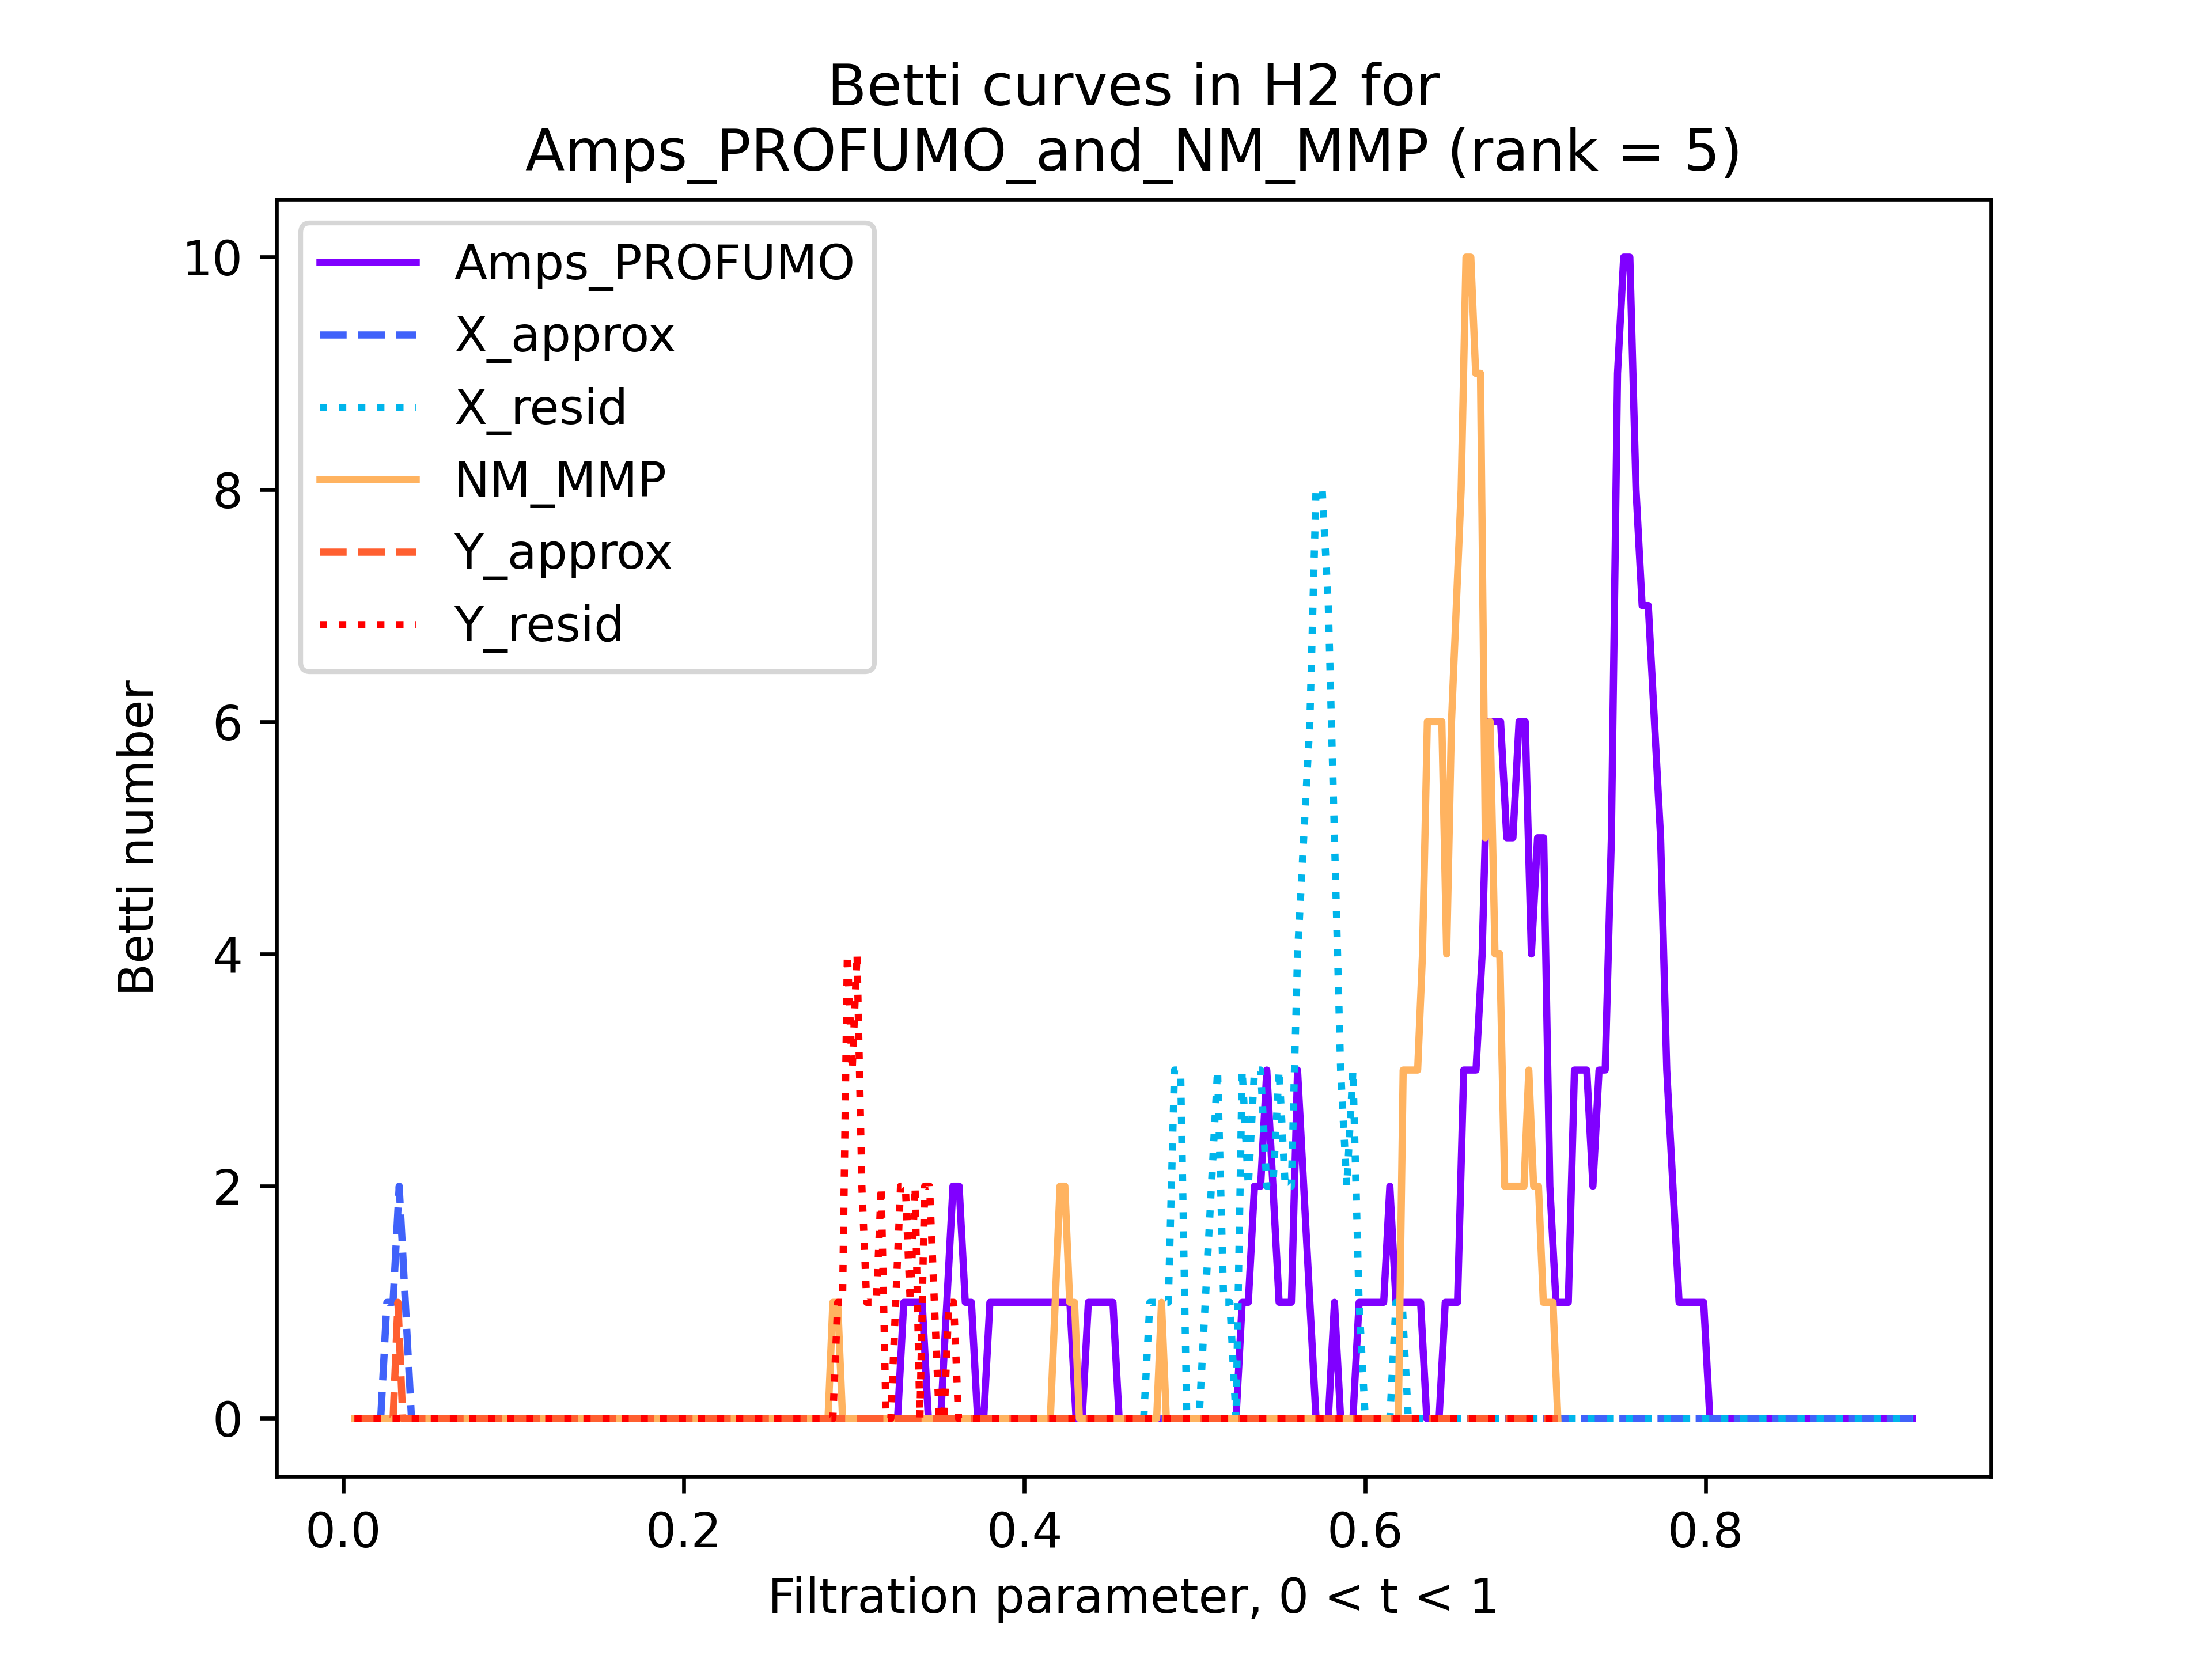 Betti curves in H2 for
Amps_PROFUMO_and_NM_MMP (rank = 5)
Amps_PROFUMO
X_approx
X_resid
NM_MMP
Y_approx
Y_resid
Betti number
10
8
6
4
2
0
0.0 0.2 0.4 0.6 0.8
Filtration parameter, 0 < t < 1